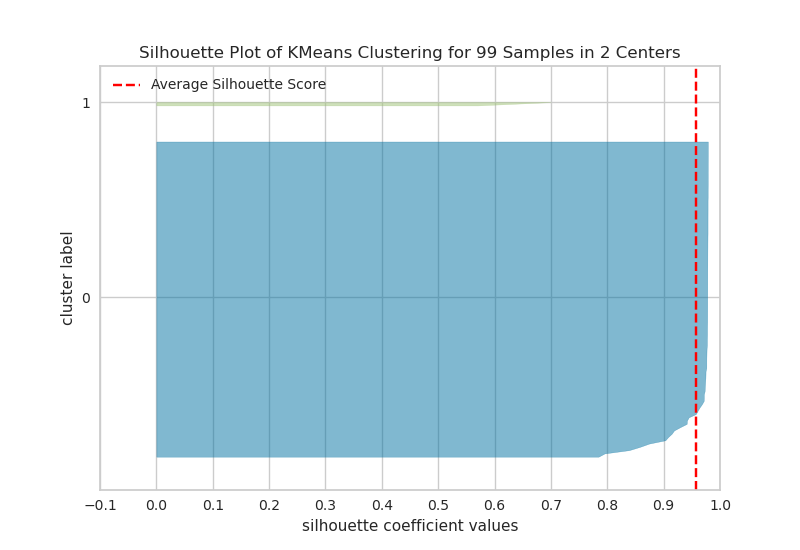 Silhouette Plot of KMeans Clustering for 99 Samples in 2 Centers
Average Silhouette Score
1
0
cluster label
−0.1 0.0 0.1 0.2 0.3 0.4 0.5 0.6 0.7 0.8 0.9 1.0
silhouette coefficient values